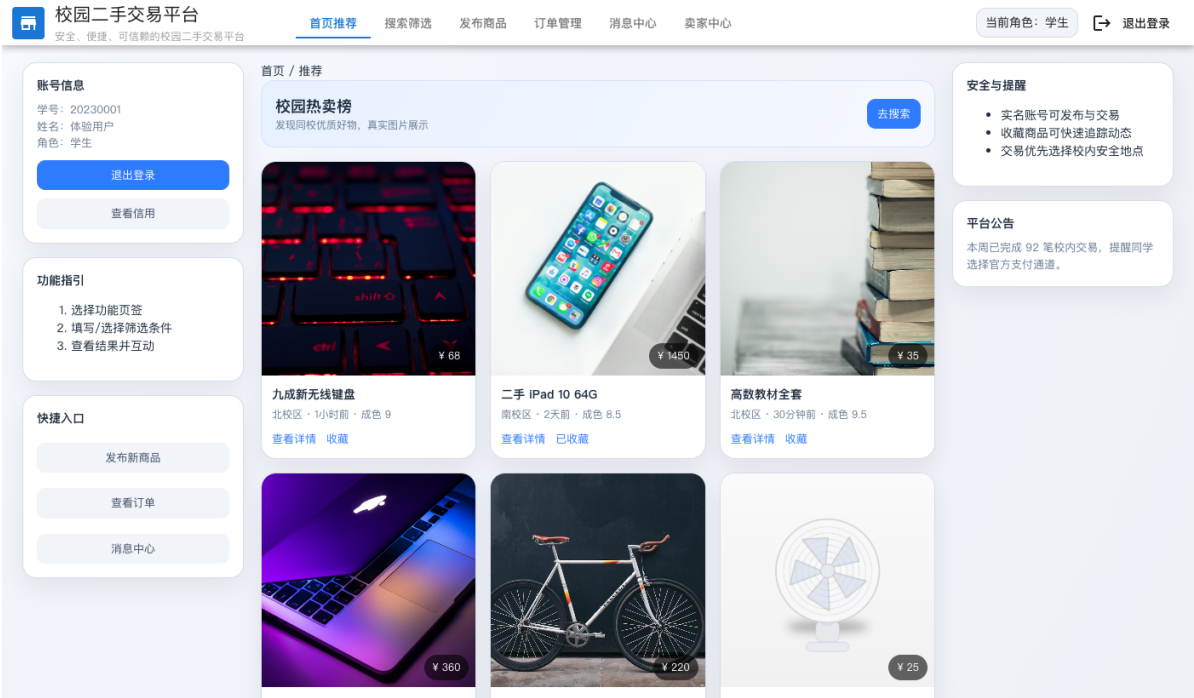 校园二手交易平台
安全、便捷、可信赖的校园二手交易平台
首页推荐
搜索筛选
发布商品
订单管理
消息中心
卖家中心
当前角色：学生
退出登录
账号信息
学号：20230001
姓名：体验用户
角色：学生
退出登录
查看信用
功能指引
1. 选择功能页签
2. 填写/选择筛选条件
3. 查看结果并互动
快捷入口
发布新商品
查看订单
消息中心
首页 / 推荐
校园热卖榜
发现同校优质好物，真实图片展示
去搜索
shift
ctrl
¥ 68
九成新无线键盘
北校区 · 1小时前 · 成色 9
查看详情 收藏
¥ 1450
二手 iPad 10 64G
南校区 · 2天前 · 成色 8.5
查看详情 已收藏
¥ 35
高数教材全套
北校区 · 30分钟前 · 成色 9.5
查看详情 收藏
¥ 360
¥ 220
¥ 25
安全与提醒
• 实名账号可发布与交易
• 收藏商品可快速追踪动态
• 交易优先选择校内安全地点
平台公告
本周已完成 92 笔校内交易，提醒同学
选择官方支付通道。